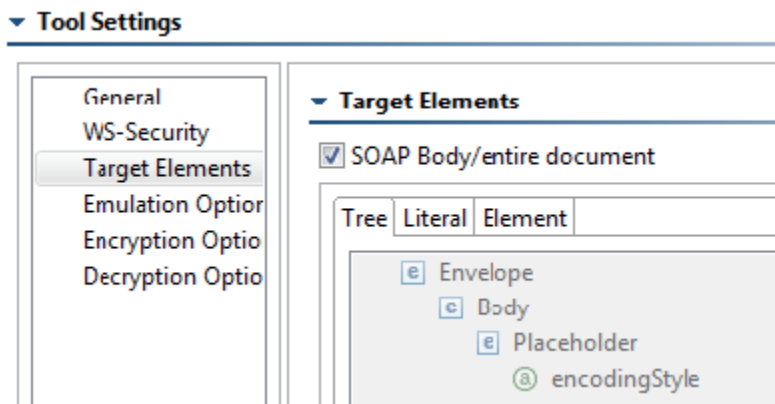 Tool Settings
General
WS-Security
Target Elements
Emulation Option
Encryption Optio
Decryption Optio
Target Elements
SOAP Body/entire document
Tree Literal Element
e Envelope
c Body
e Placeholder
a encodingStyle